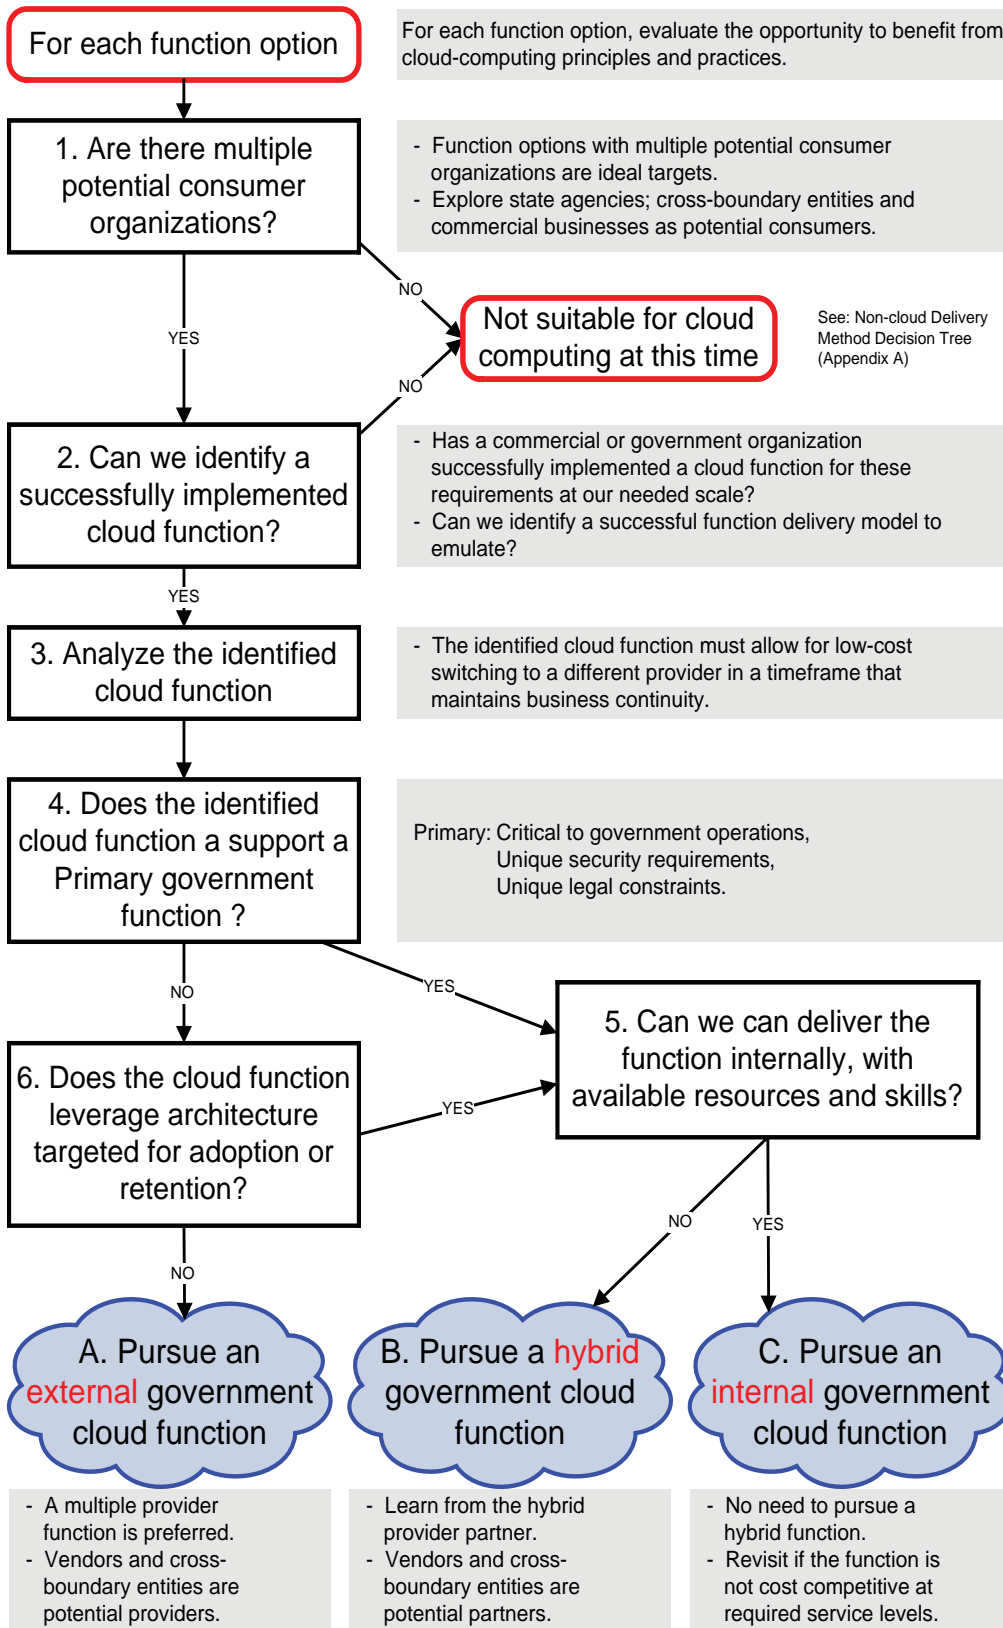 For each function option
For each function option, evaluate the opportunity to benefit from
cloud-computing principles and practices.
1. Are there multiple
potential consumer
organizations?
- Function options with multiple potential consumer
organizations are ideal targets.
- Explore state agencies; cross-boundary entities and
commercial businesses as potential consumers.
NO
YES
Not suitable for cloud
computing at this time
See: Non-cloud Delivery
Method Decision Tree
(Appendix A)
NO
2. Can we identify a
successfully implemented
cloud function?
- Has a commercial or government organization
successfully implemented a cloud function for these
requirements at our needed scale?
- Can we identify a successful function delivery model to
emulate?
YES
3. Analyze the identified
cloud function
- The identified cloud function must allow for low-cost
switching to a different provider in a timeframe that
maintains business continuity.
4. Does the identified
cloud function a support a
Primary government
function ?
Primary: Critical to government operations,
Unique security requirements,
Unique legal constraints.
NO
YES
5. Can we can deliver the
function internally, with
available resources and skills?
6. Does the cloud function
leverage architecture
targeted for adoption or
retention?
YES
NO
YES
NO
A. Pursue an
external government
cloud function
B. Pursue a hybrid
government cloud
function
C. Pursue an
internal government
cloud function
- A multiple provider
function is preferred.
- Vendors and cross-
boundary entities are
potential providers.
- Learn from the hybrid
provider partner.
- Vendors and cross-
boundary entities are
potential partners.
- No need to pursue a
hybrid function.
- Revisit if the function is
not cost competitive at
required service levels.